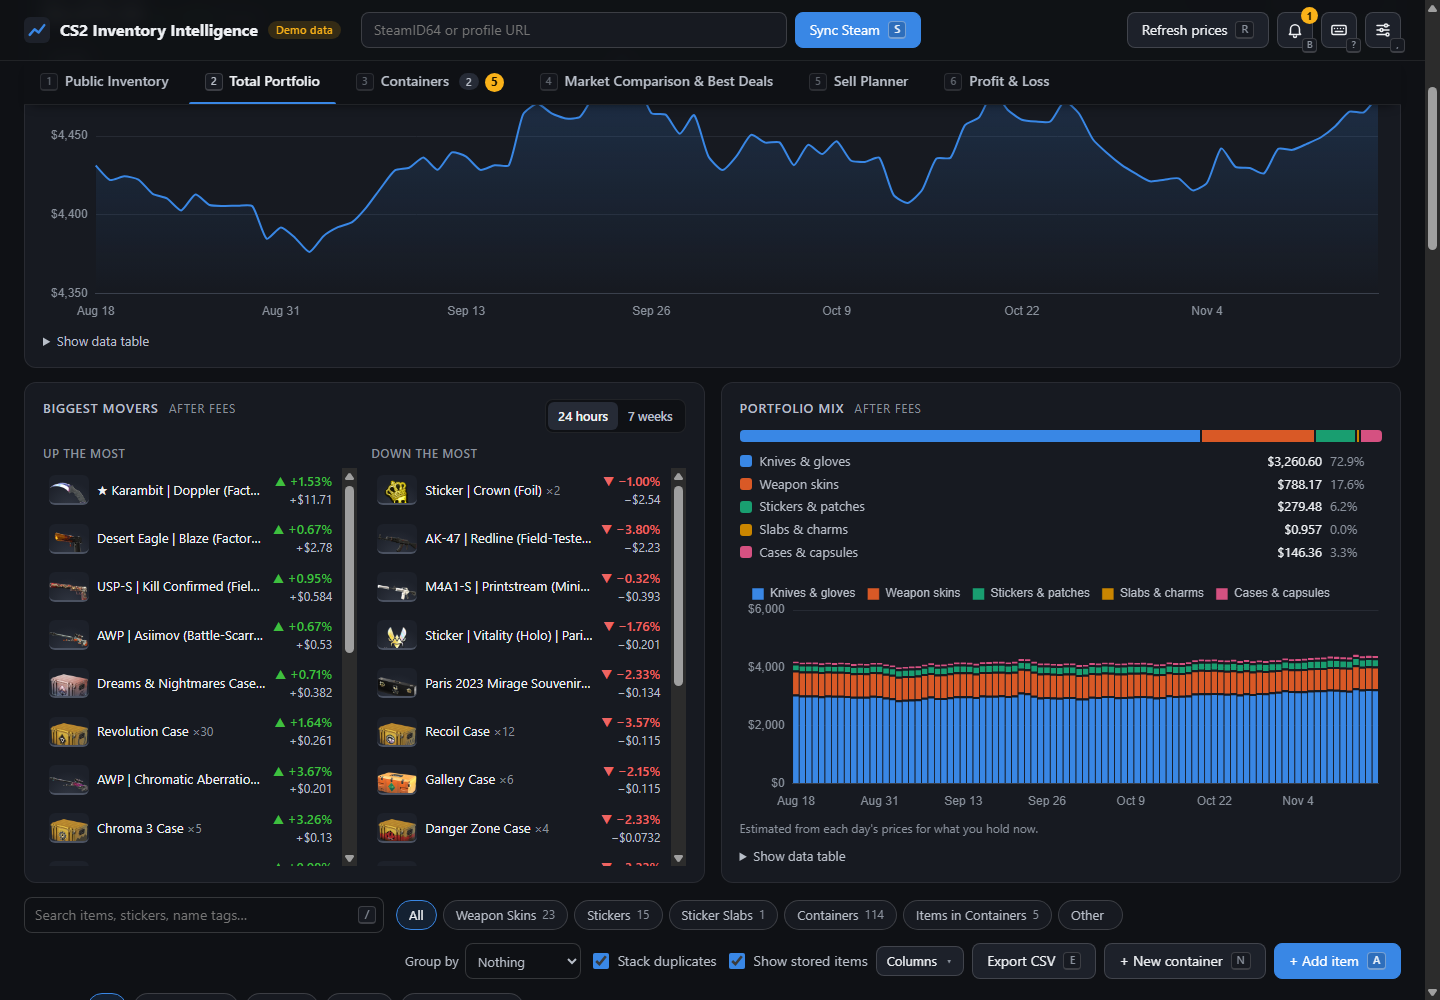 CS2 Inventory Intelligence Demo data SteamID64 or profile URL Sync Steam S Refresh prices R 1 B ? ,
1 Public Inventory 2 Total Portfolio 3 Containers 2 5 4 Market Comparison & Best Deals 5 Sell Planner 6 Profit & Loss
$4,450
$4,400
$4,350
Aug 18 Aug 31 Sep 13 Sep 26 Oct 9 Oct 22 Nov 4
Show data table
BIGGEST MOVERS AFTER FEES 24 hours 7 weeks
UP THE MOST
★ Karambit | Doppler (Fact... ▲ +1.53%
+$11.71
Desert Eagle | Blaze (Factor... ▲ +0.67%
+$2.78
USP-S | Kill Confirmed (Fiel... ▲ +0.95%
+$0.584
AWP | Asiimov (Battle-Scarr... ▲ +0.67%
+$0.53
Dreams & Nightmares Case... ▲ +0.71%
+$0.382
Revolution Case ×30 ▲ +1.64%
+$0.261
AWP | Chromatic Aberratio... ▲ +3.67%
+$0.201
Chroma 3 Case ×5 ▲ +3.26%
+$0.13
DOWN THE MOST
Sticker | Crown (Foil) ×2 ▼ −1.00%
−$2.54
AK-47 | Redline (Field-Teste... ▼ −3.80%
−$2.23
M4A1-S | Printstream (Mini... ▼ −0.32%
−$0.393
Sticker | Vitality (Holo) | Pari... ▼ −1.76%
−$0.201
Paris 2023 Mirage Souvenir... ▼ −2.33%
−$0.134
Recoil Case ×12 ▼ −3.57%
−$0.115
Gallery Case ×6 ▼ −2.15%
−$0.115
Danger Zone Case ×4 ▼ −2.33%
−$0.0732
PORTFOLIO MIX AFTER FEES
Knives & gloves $3,260.60 72.9%
Weapon skins $788.17 17.6%
Stickers & patches $279.48 6.2%
Slabs & charms $0.957 0.0%
Cases & capsules $146.36 3.3%
Knives & gloves Weapon skins Stickers & patches Slabs & charms Cases & capsules
$6,000
$4,000
$2,000
$0
Aug 18 Aug 31 Sep 13 Sep 26 Oct 9 Oct 22 Nov 4
Estimated from each day's prices for what you hold now.
Show data table
Search items, stickers, name tags... / All Weapon Skins 23 Stickers 15 Sticker Slabs 1 Containers 114 Items in Containers 5 Other
Group by Nothing Stack duplicates Show stored items Columns Export CSV E + New container N + Add item A